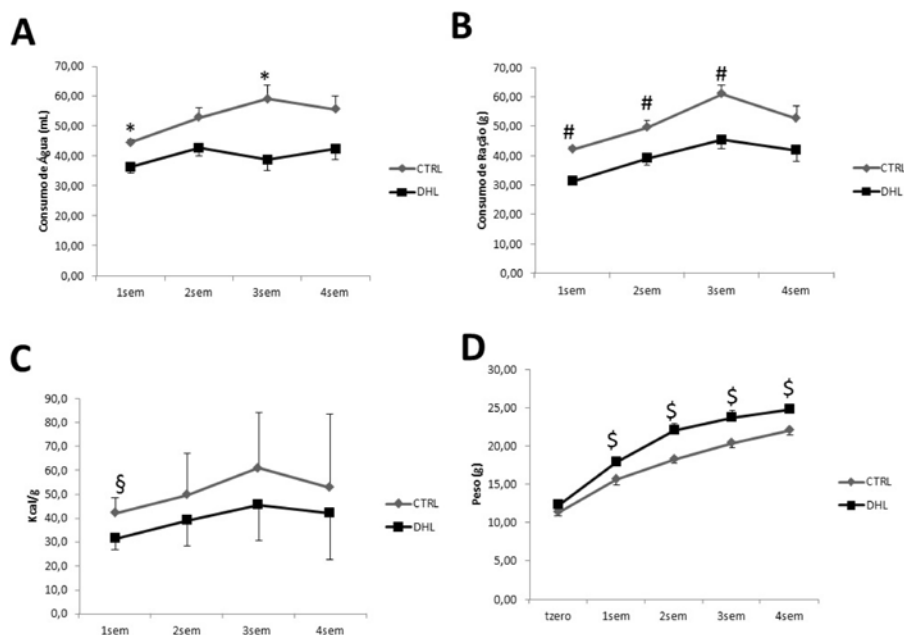 A
Consumo de Água (mL)
70,00
60,00
50,00
40,00
30,00
20,00
10,00
0,00
*
*
1sem 2sem 3sem 4sem
CTRL
DHL
B
Consumo de Ração (g)
70,00
60,00
50,00
40,00
30,00
20,00
10,00
0,00
#
#
#
1sem 2sem 3sem 4sem
CTRL
DHL
C
Kcal/g
90,0
80,0
70,0
60,0
50,0
40,0
30,0
20,0
10,0
0,0
§
1sem 2sem 3sem 4sem
CTRL
DHL
D
Peso (g)
30,00
25,00
20,00
15,00
10,00
5,00
0,00
$
$
$
$
tzero 1sem 2sem 3sem 4sem
CTRL
DHL